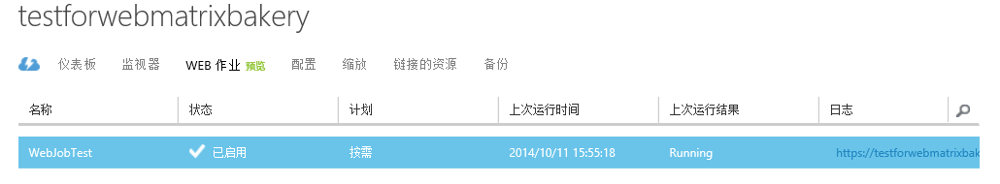 testforwebmatrixbakery
仪表板 监视器 WEB 作业 预览 配置 缩放 链接的资源 备份
名称 状态 计划 上次运行时间 上次运行结果 日志
WebJobTest 已启用 按需 2014/10/11 15:55:18 Running https://testforwebmatrixbak